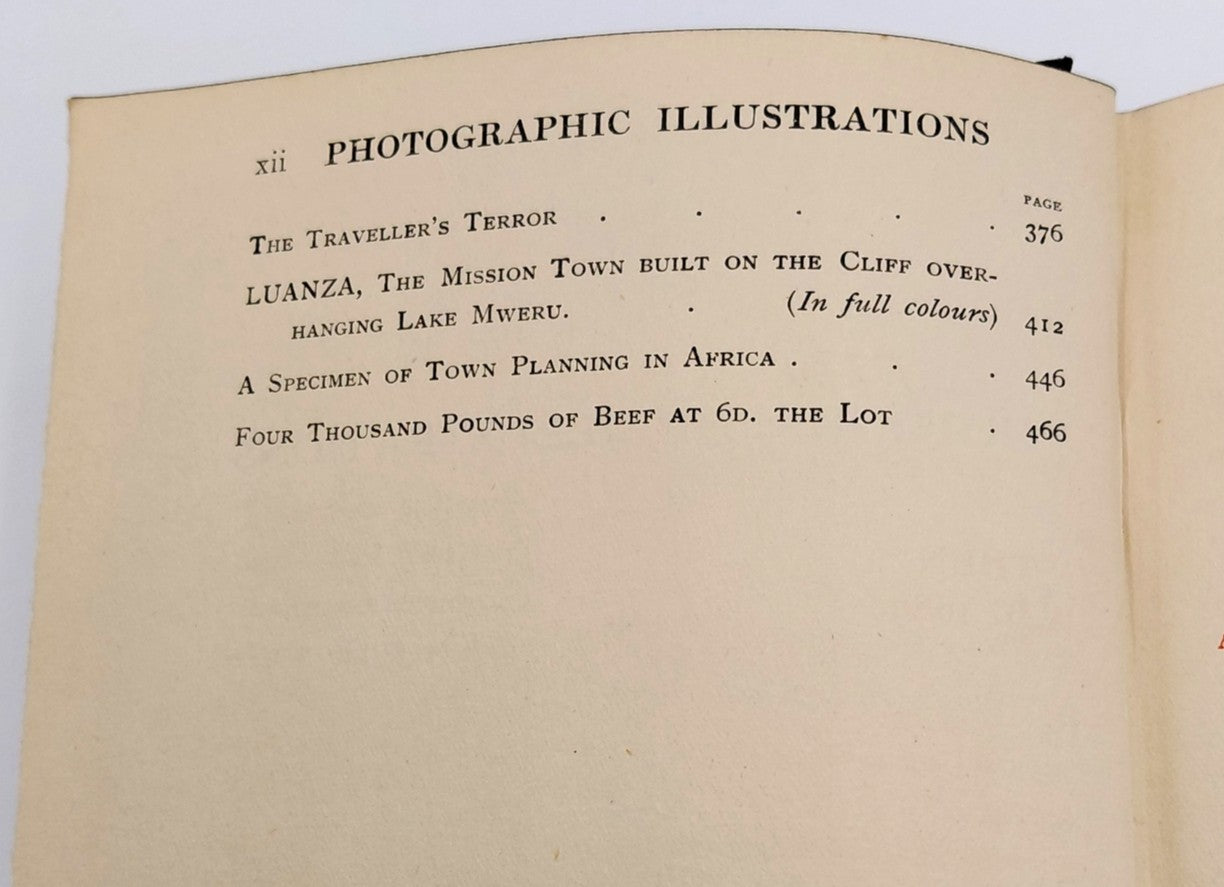 xii PHOTOGRAPHIC ILLUSTRATIONS
PAGE
THE TRAVELLER'S TERROR . . . . . 376
LUANZA, THE MISSION TOWN BUILT ON THE CLIFF OVER-
HANGING LAKE MWERU. . (In full colours) 412
A SPECIMEN OF TOWN PLANNING IN AFRICA . . . 446
FOUR THOUSAND POUNDS OF BEEF AT 6D. THE LOT . 466